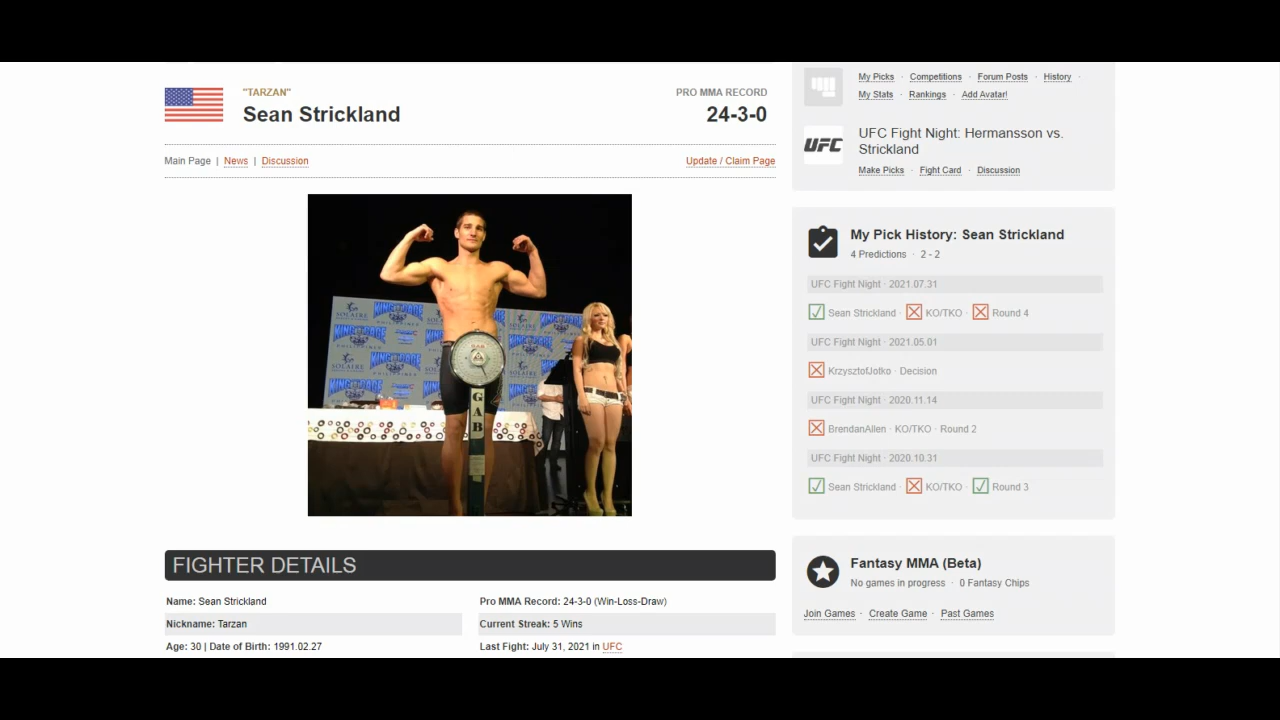 "TARZAN"
Sean Strickland
PRO MMA RECORD
24-3-0
Main Page | News | Discussion
Update / Claim Page
SOLAIRE
KING OF CAGE
PHILIPPINES
GAB
FIGHTER DETAILS
Name: Sean Strickland
Pro MMA Record: 24-3-0 (Win-Loss-Draw)
Nickname: Tarzan
Current Streak: 5 Wins
Age: 30 | Date of Birth: 1991.02.27
Last Fight: July 31, 2021 in UFC
My Picks · Competitions · Forum Posts · History ·
My Stats · Rankings · Add Avatar!
UFC
UFC Fight Night: Hermansson vs.
Strickland
Make Picks · Fight Card · Discussion
My Pick History: Sean Strickland
4 Predictions · 2 - 2
UFC Fight Night · 2021.07.31
Sean Strickland · KO/TKO · Round 4
UFC Fight Night · 2021.05.01
KrzysztofJotko · Decision
UFC Fight Night · 2020.11.14
BrendanAllen · KO/TKO · Round 2
UFC Fight Night · 2020.10.31
Sean Strickland · KO/TKO · Round 3
Fantasy MMA (Beta)
No games in progress · 0 Fantasy Chips
Join Games · Create Game · Past Games